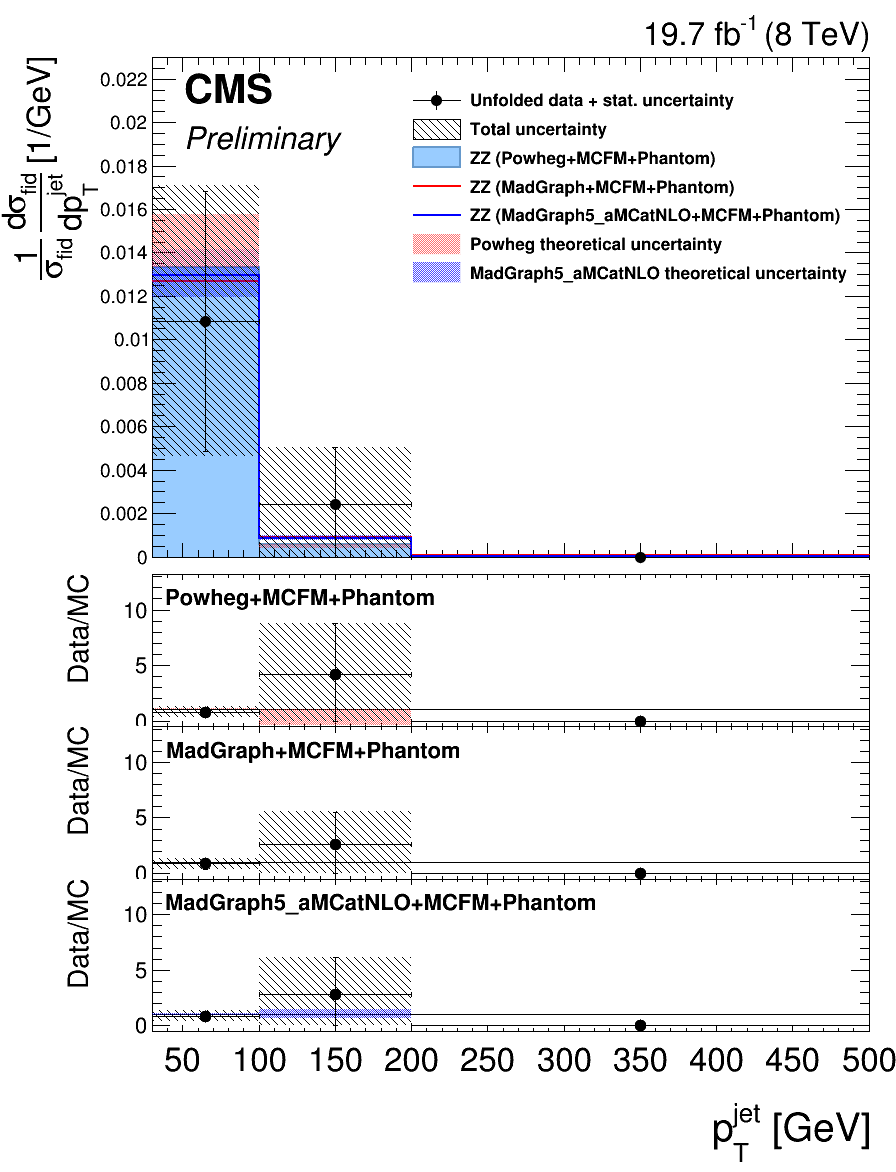 19.7 fb-1 (8 TeV)
CMS
Preliminary
1/σfid dσfid/dpTjet [1/GeV]
Unfolded data + stat. uncertainty
Total uncertainty
ZZ (Powheg+MCFM+Phantom)
ZZ (MadGraph+MCFM+Phantom)
ZZ (MadGraph5_aMCatNLO+MCFM+Phantom)
Powheg theoretical uncertainty
MadGraph5_aMCatNLO theoretical uncertainty
0.022
0.02
0.018
0.016
0.014
0.012
0.01
0.008
0.006
0.004
0.002
0
Data/MC
Powheg+MCFM+Phantom
10
5
0
Data/MC
MadGraph+MCFM+Phantom
10
5
0
Data/MC
MadGraph5_aMCatNLO+MCFM+Phantom
10
5
0
50 100 150 200 250 300 350 400 450 500
pTjet [GeV]